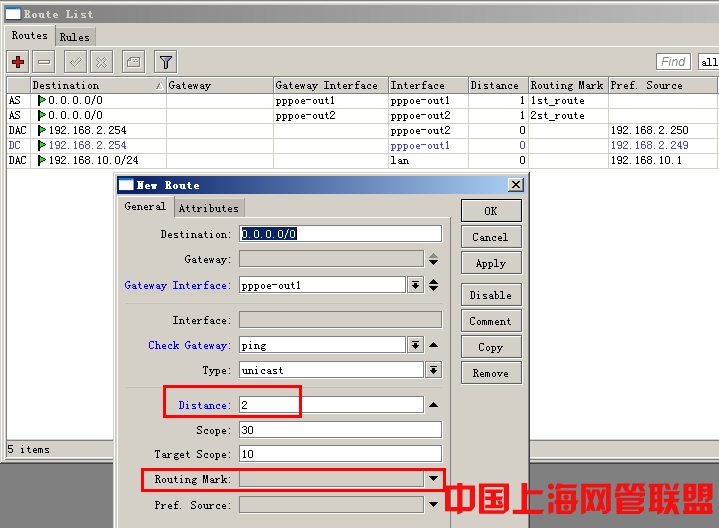 Route List
Routes Rules
Find all
Destination Gateway Gateway Interface Interface Distance Routing Mark Pref. Source
AS 0.0.0.0/0 pppoe-out1 pppoe-out1 1 1st_route
AS 0.0.0.0/0 pppoe-out2 pppoe-out2 1 2st_route
DAC 192.168.2.254 pppoe-out2 0 192.168.2.250
DC 192.168.2.254 pppoe-out1 0 192.168.2.249
DAC 192.168.10.0/24 lan 0 192.168.10.1
5 items
New Route
General Attributes
Destination: 0.0.0.0/0
Gateway:
Gateway Interface: pppoe-out1
Interface:
Check Gateway: ping
Type: unicast
Distance: 2
Scope: 30
Target Scope: 10
Routing Mark:
Pref. Source:
OK
Cancel
Apply
Disable
Comment
Copy
Remove
中国上海网管联盟